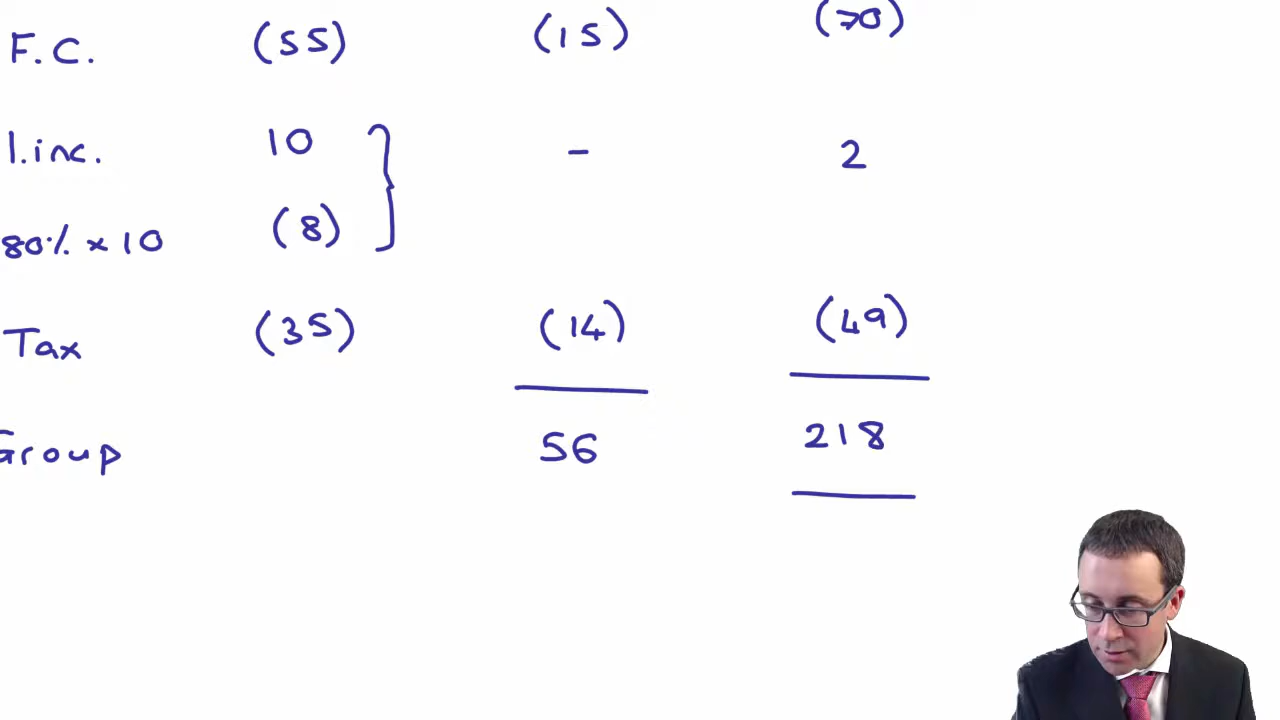 F.C. (55) (15) (70)
I.inc. 10 - 2
80% x 10 (8)
Tax (35) (14) (49)
Group 56 218